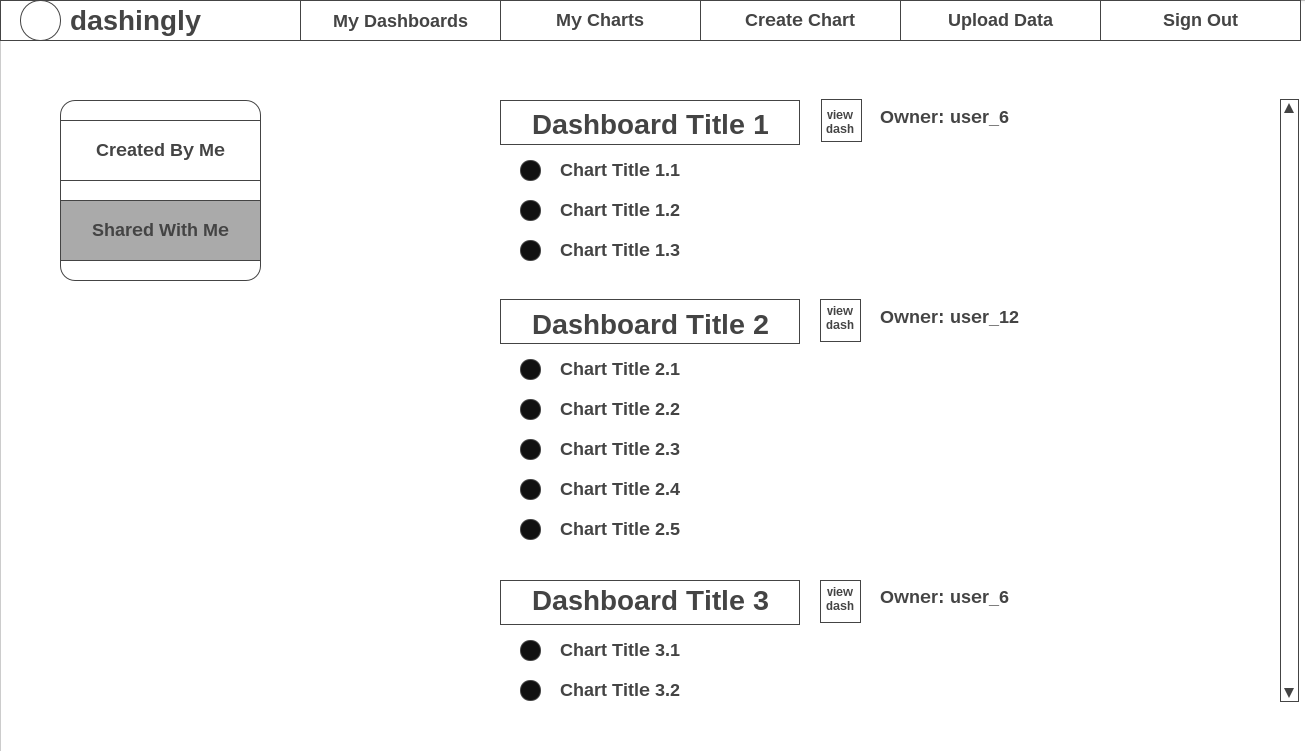 dashingly
My Dashboards
My Charts
Create Chart
Upload Data
Sign Out
Created By Me
Shared With Me
Dashboard Title 1
view
dash
Owner: user_6
Chart Title 1.1
Chart Title 1.2
Chart Title 1.3
Dashboard Title 2
view
dash
Owner: user_12
Chart Title 2.1
Chart Title 2.2
Chart Title 2.3
Chart Title 2.4
Chart Title 2.5
Dashboard Title 3
view
dash
Owner: user_6
Chart Title 3.1
Chart Title 3.2